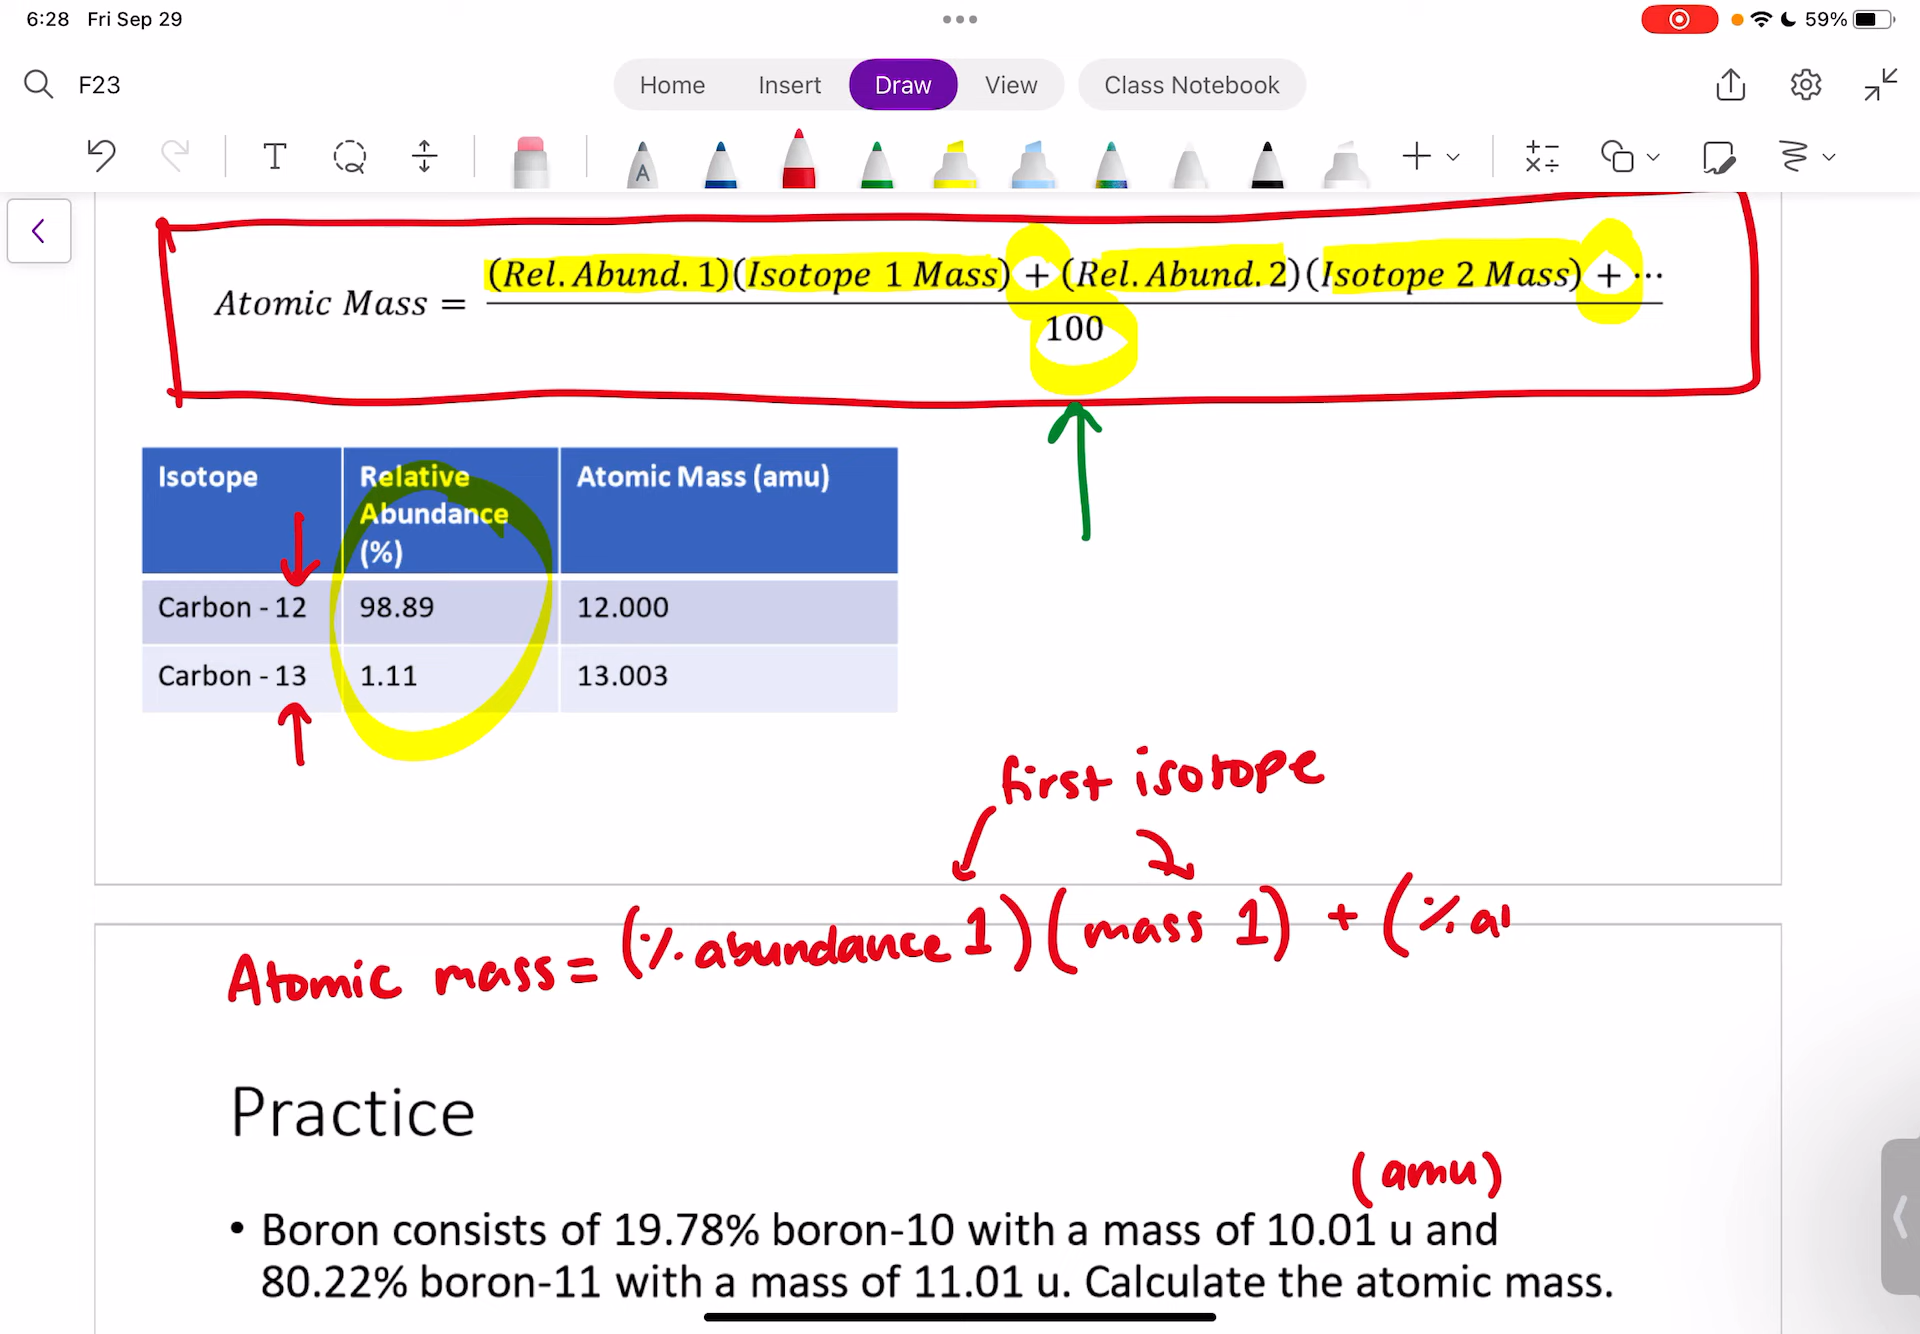 6:28 Fri Sep 29
59%
F23
Home Insert Draw View Class Notebook
T A
Atomic Mass = (Rel. Abund. 1)(Isotope 1 Mass) + (Rel. Abund. 2)(Isotope 2 Mass) + ⋯
100
Isotope Relative Abundance (%) Atomic Mass (amu)
Carbon - 12 98.89 12.000
Carbon - 13 1.11 13.003
first isotope
Atomic mass = (% abundance 1)(mass 1) + (% a
Practice
(amu)
• Boron consists of 19.78% boron-10 with a mass of 10.01 u and
80.22% boron-11 with a mass of 11.01 u. Calculate the atomic mass.